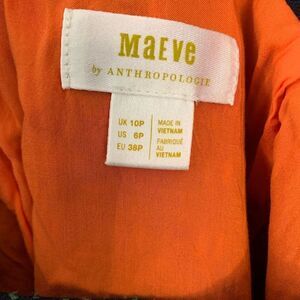 Maeve
by ANTHROPOLOGIE
UK 10P
US 6P
EU 38P
MADE IN
VIETNAM
FABRIQUÉ
AU
VIETNAM